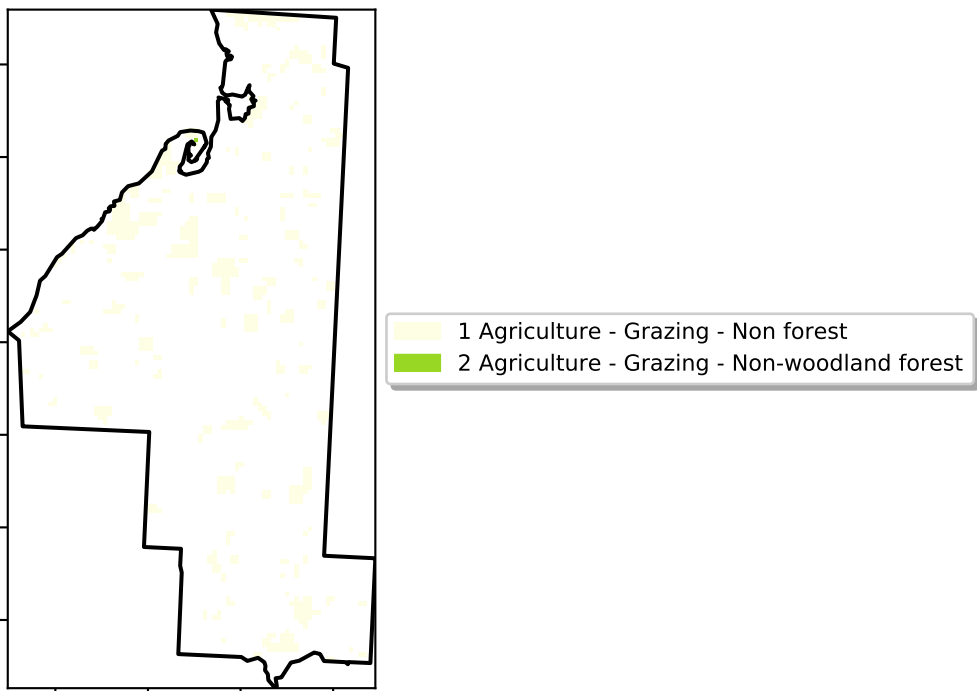 1 Agriculture - Grazing - Non forest
2 Agriculture - Grazing - Non-woodland forest